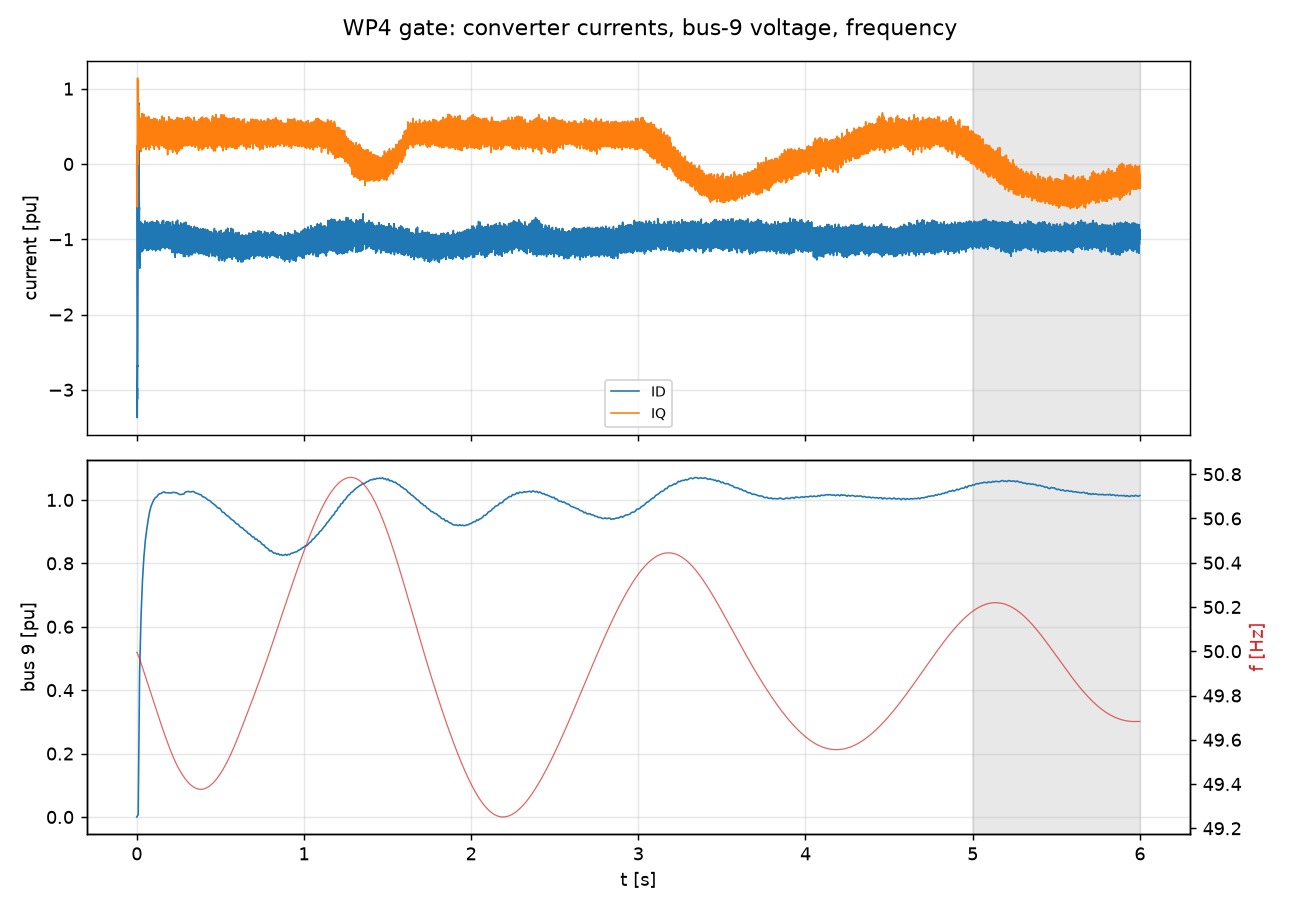 WP4 gate: converter currents, bus-9 voltage, frequency
current [pu]
1
0
−1
−2
−3
ID
IQ
bus 9 [pu]
1.0
0.8
0.6
0.4
0.2
0.0
50.8
50.6
50.4
50.2
50.0
49.8
49.6
49.4
49.2
f [Hz]
0 1 2 3 4 5 6
t [s]